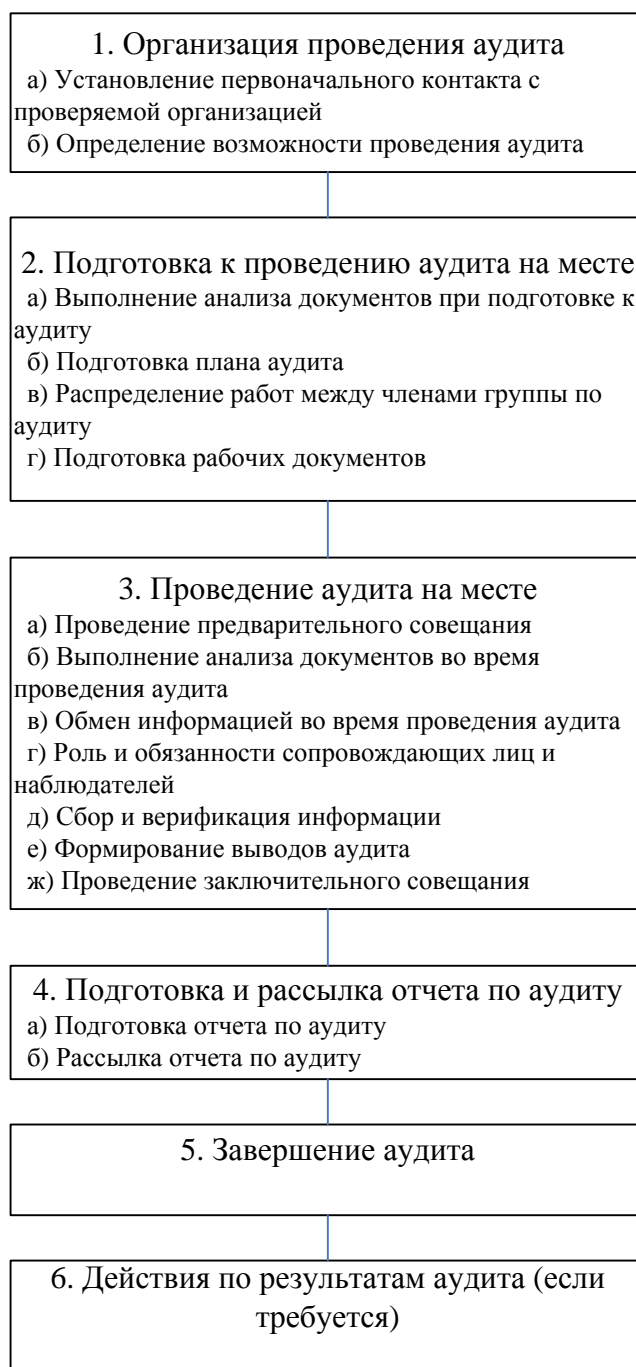 1. Организация проведения аудита
а) Установление первоначального контакта с
проверяемой организацией
б) Определение возможности проведения аудита
2. Подготовка к проведению аудита на месте
а) Выполнение анализа документов при подготовке к
аудиту
б) Подготовка плана аудита
в) Распределение работ между членами группы по
аудиту
г) Подготовка рабочих документов
3. Проведение аудита на месте
а) Проведение предварительного совещания
б) Выполнение анализа документов во время
проведения аудита
в) Обмен информацией во время проведения аудита
г) Роль и обязанности сопровождающих лиц и
наблюдателей
д) Сбор и верификация информации
е) Формирование выводов аудита
ж) Проведение заключительного совещания
4. Подготовка и рассылка отчета по аудиту
а) Подготовка отчета по аудиту
б) Рассылка отчета по аудиту
5. Завершение аудита
6. Действия по результатам аудита (если
требуется)